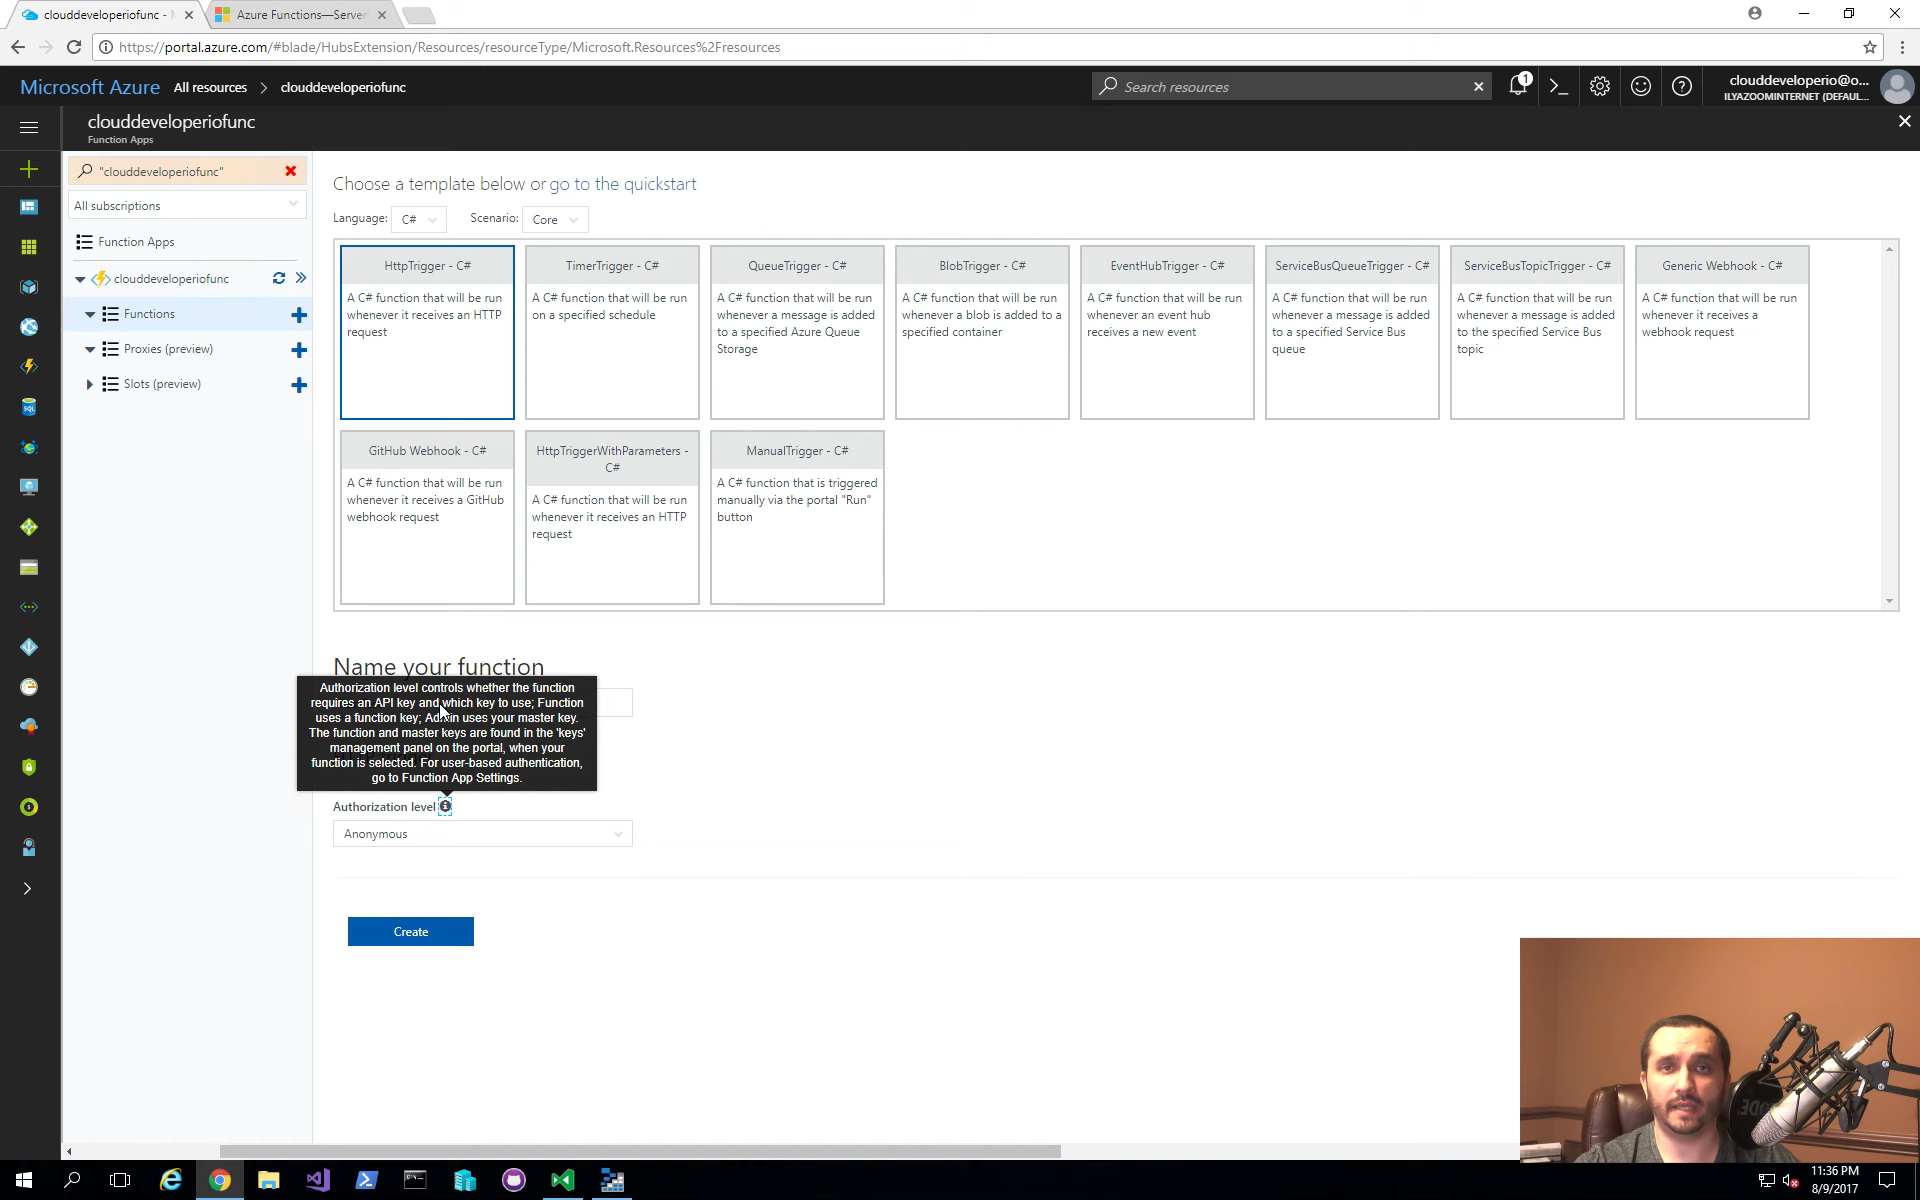 clouddeveloperiofunc -
Azure Functions—Server
https://portal.azure.com/#blade/HubsExtension/Resources/resourceType/Microsoft.Resources%2Fresources
Microsoft Azure
All resources
clouddeveloperiofunc
Search resources
1
clouddeveloperio@o...
ILYAZOOMINTERNET (DEFAUL...
clouddeveloperiofunc
Function Apps
"clouddeveloperiofunc"
All subscriptions
Function Apps
clouddeveloperiofunc
Functions
Proxies (preview)
Slots (preview)
Choose a template below or go to the quickstart
Language: C# Scenario: Core
HttpTrigger - C#
A C# function that will be run
whenever it receives an HTTP
request
TimerTrigger - C#
A C# function that will be run
on a specified schedule
QueueTrigger - C#
A C# function that will be run
whenever a message is added
to a specified Azure Queue
Storage
BlobTrigger - C#
A C# function that will be run
whenever a blob is added to a
specified container
EventHubTrigger - C#
A C# function that will be run
whenever an event hub
receives a new event
ServiceBusQueueTrigger - C#
A C# function that will be run
whenever a message is added
to a specified Service Bus
queue
ServiceBusTopicTrigger - C#
A C# function that will be run
whenever a message is added
to the specified Service Bus
topic
Generic Webhook - C#
A C# function that will be run
whenever it receives a
webhook request
GitHub Webhook - C#
A C# function that will be run
whenever it receives a GitHub
webhook request
HttpTriggerWithParameters -
C#
A C# function that will be run
whenever it receives an HTTP
request
ManualTrigger - C#
A C# function that is triggered
manually via the portal "Run"
button
Name your function
Authorization level controls whether the function
requires an API key and which key to use; Function
uses a function key; Admin uses your master key.
The function and master keys are found in the 'keys'
management panel on the portal, when your
function is selected. For user-based authentication,
go to Function App Settings.
Authorization level
Anonymous
Create
11:36 PM
8/9/2017